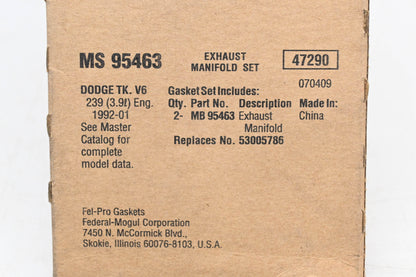 MS 95463 EXHAUST MANIFOLD SET 47290
070409
DODGE TK. V6
239 (3.9ℓ) Eng.
1992-01
See Master
Catalog for
complete
model data.
Gasket Set Includes:
Qty. Part No. Description Made In:
2- MB 95463 Exhaust Manifold China
Replaces No. 53005786
Fel-Pro Gaskets
Federal-Mogul Corporation
7450 N. McCormick Blvd.,
Skokie, Illinois 60076-8103, U.S.A.